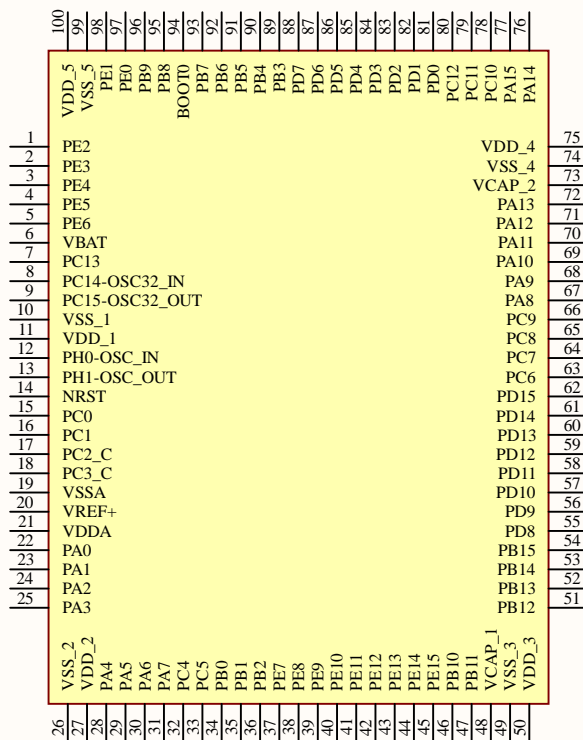 100 99 98 97 96 95 94 93 92 91 90 89 88 87 86 85 84 83 82 81 80 79 78 77 76
VDD_5 VSS_5 PE1 PE0 PB9 PB8 BOOT0 PB7 PB6 PB5 PB4 PB3 PD7 PD6 PD5 PD4 PD3 PD2 PD1 PD0 PC12 PC11 PC10 PA15 PA14
1 PE2 VDD_4 75
2 PE3 VSS_4 74
3 PE4 VCAP_2 73
4 PE5 PA13 72
5 PE6 PA12 71
6 VBAT PA11 70
7 PC13 PA10 69
8 PC14-OSC32_IN PA9 68
9 PC15-OSC32_OUT PA8 67
10 VSS_1 PC9 66
11 VDD_1 PC8 65
12 PH0-OSC_IN PC7 64
13 PH1-OSC_OUT PC6 63
14 NRST PD15 62
15 PC0 PD14 61
16 PC1 PD13 60
17 PC2_C PD12 59
18 PC3_C PD11 58
19 VSSA PD10 57
20 VREF+ PD9 56
21 VDDA PD8 55
22 PA0 PB15 54
23 PA1 PB14 53
24 PA2 PB13 52
25 PA3 PB12 51
VSS_2 VDD_2 PA4 PA5 PA6 PA7 PC4 PC5 PB0 PB1 PB2 PE7 PE8 PE9 PE10 PE11 PE12 PE13 PE14 PE15 PB10 PB11 VCAP_1 VSS_3 VDD_3
26 27 28 29 30 31 32 33 34 35 36 37 38 39 40 41 42 43 44 45 46 47 48 49 50